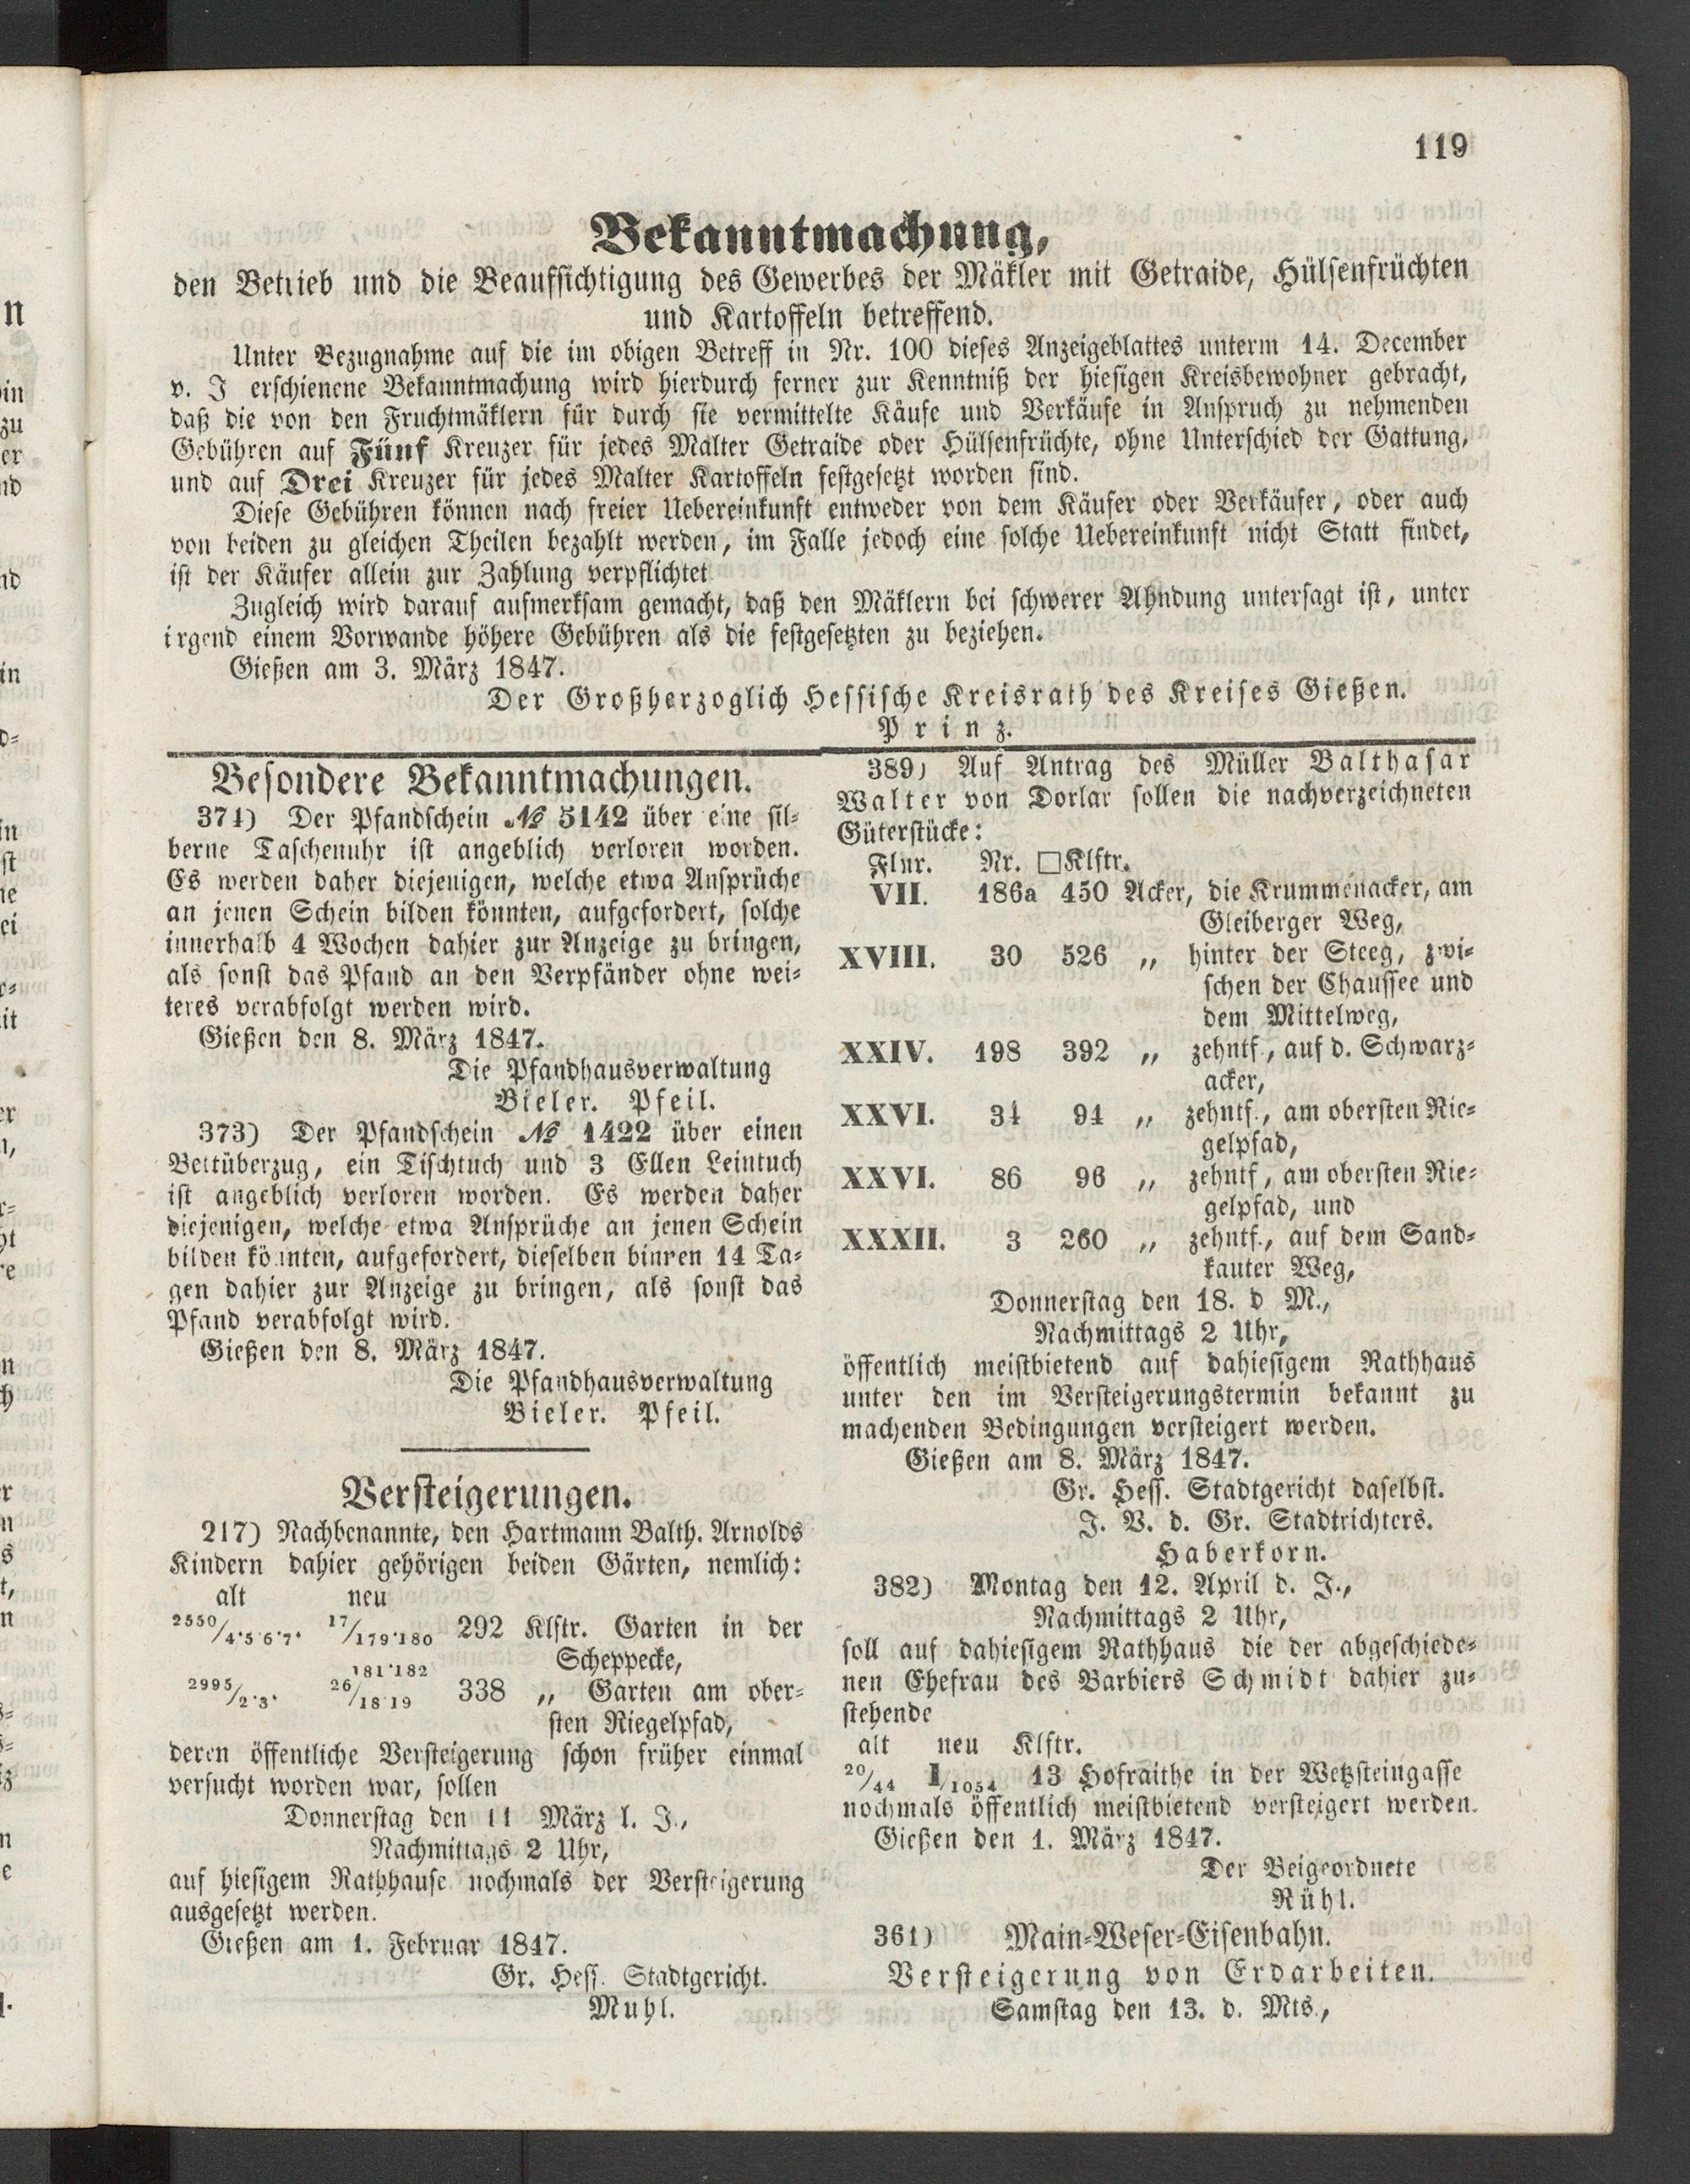 119
Bekanntmachung,
den Betrieb und die Beaufsichtigung des Gewerbes der Mäkler mit Getraide, Hülsenfrüchten
und Kartoffeln betreffend.
Unter Bezugnahme auf die im obigen Betreff in Nr. 100 dieses Anzeigeblattes unterm 14. December
v. J erschienene Bekanntmachung wird hierdurch ferner zur Kenntniß der hiesigen Kreisbewohner gebracht,
daß die von den Fruchtmäklern für durch sie vermittelte Käufe und Verkäufe in Anspruch zu nehmenden
Gebühren auf Fünf Kreuzer für jedes Malter Getraide oder Hülsenfrüchte, ohne Unterschied der Gattung,
und auf Drei Kreuzer für jedes Malter Kartoffeln festgesetzt worden sind.
Diese Gebühren können nach freier Uebereinkunft entweder von dem Käufer oder Verkäufer, oder auch
von beiden zu gleichen Theilen bezahlt werden, im Falle jedoch eine solche Uebereinkunft nicht Statt findet,
ist der Käufer allein zur Zahlung verpflichtet
Zugleich wird darauf aufmerksam gemacht, daß den Mäklern bei schwerer Ahndung untersagt ist, unter
irgend einem Vorwande höhere Gebühren als die festgesetzten zu beziehen.
Gießen am 3. März 1847.
Der Großherzoglich Hessische Kreisrath des Kreises Gießen.
Prinz.
Besondere Bekanntmachungen.
371) Der Pfandschein № 5142 über eine sil-
berne Taschenuhr ist angeblich verloren worden.
Es werden daher diejenigen, welche etwa Ansprüche
an jenen Schein bilden könnten, aufgefordert, solche
innerhalb 4 Wochen dahier zur Anzeige zu bringen,
als sonst das Pfand an den Verpfänder ohne wei-
teres verabfolgt werden wird.
Gießen den 8. März 1847.
Die Pfandhausverwaltung
Bieler. Pfeil.
373) Der Pfandschein № 1422 über einen
Bettüberzug, ein Tischtuch und 3 Ellen Leintuch
ist angeblich verloren worden. Es werden daher
diejenigen, welche etwa Ansprüche an jenen Schein
bilden könnten, aufgefordert, dieselben binren 14 Ta-
gen dahier zur Anzeige zu bringen, als sonst das
Pfand verabfolgt wird.
Gießen den 8. März 1847.
Die Pfandhausverwaltung
Bieler. Pfeil.
Versteigerungen.
217) Nachbenannte, den Hartmann Balth. Arnolds
Kindern dahier gehörigen beiden Gärten, nemlich:
alt neu
2550/4·5 6·7· 17/179·180 292 Klftr. Garten in der
181·182 Scheppecke,
2995/2·3· 26/18 19 338 „ Garten am ober-
sten Riegelpfad,
deren öffentliche Versteigerung schon früher einmal
versucht worden war, sollen
Donnerstag den 11 März l. J.,
Nachmittags 2 Uhr,
auf hiesigem Rathhause nochmals der Versteigerung
ausgesetzt werden.
Gießen am 1. Februar 1847.
Gr. Hess. Stadtgericht.
Muhl.
389) Auf Antrag des Müller Balthasar
Walter von Dorlar sollen die nachverzeichneten
Güterstücke:
Flur. Nr. □Klftr.
VII. 186a 450 Acker, die Krummenacker, am
Gleiberger Weg,
XVIII. 30 526 „ hinter der Steeg, zwi-
schen der Chaussee und
dem Mittelweg,
XXIV. 198 392 „ zehntf., auf d. Schwarz-
acker,
XXVI. 34 94 „ zehntf., am obersten Rie-
gelpfad,
XXVI. 86 96 „ zehntf, am obersten Rie-
gelpfad, und
XXXII. 3 260 „ zehntf., auf dem Sand-
kauter Weg,
Donnerstag den 18. d M.,
Nachmittags 2 Uhr,
öffentlich meistbietend auf dahiesigem Rathhaus
unter den im Versteigerungstermin bekannt zu
machenden Bedingungen versteigert werden.
Gießen am 8. März 1847.
Gr. Hess. Stadtgericht daselbst.
J. V. d. Gr. Stadtrichters.
Haberkorn.
382) Montag den 12. April d. J.,
Nachmittags 2 Uhr,
soll auf dahiesigem Rathhaus die der abgeschiede-
nen Ehefrau des Barbiers Schmidt dahier zu-
stehende
alt neu Klftr.
20/44 I/1054 13 Hofraithe in der Wetzsteingasse
nochmals öffentlich meistbietend versteigert werden.
Gießen den 1. März 1847.
Der Beigeordnete
Rühl.
361) Main-Weser-Eisenbahn.
Versteigerung von Erdarbeiten.
Samstag den 13. d. Mts.,